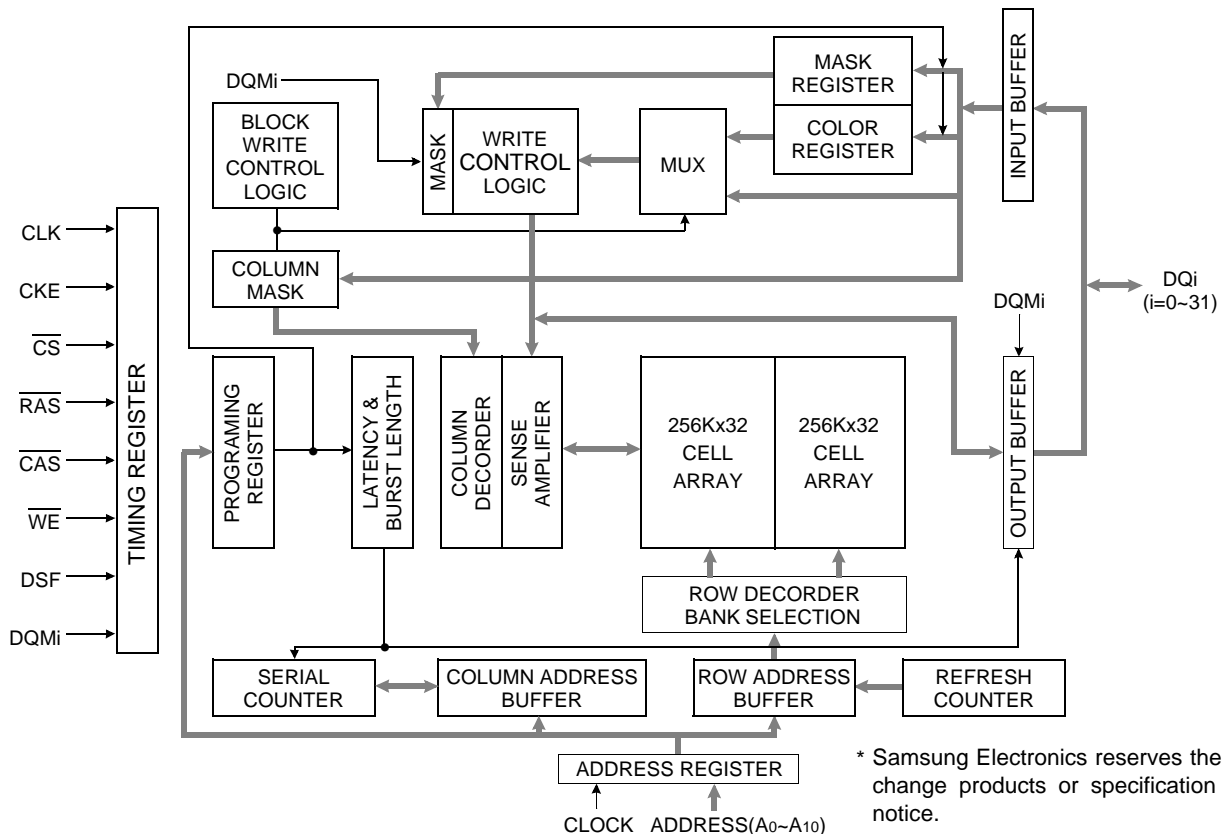 DQMi
MASK
REGISTER
COLOR
REGISTER
INPUT BUFFER
BLOCK
WRITE
CONTROL
LOGIC
MASK
WRITE
CONTROL
LOGIC
MUX
COLUMN
MASK
CLK
CKE
CS
RAS
CAS
WE
DSF
DQMi
TIMING REGISTER
DQi
(i=0~31)
DQMi
PROGRAMING
REGISTER
LATENCY &
BURST LENGTH
COLUMN
DECORDER
SENSE
AMPLIFIER
256Kx32
CELL
ARRAY
256Kx32
CELL
ARRAY
OUTPUT BUFFER
ROW DECORDER
BANK SELECTION
SERIAL
COUNTER
COLUMN ADDRESS
BUFFER
ROW ADDRESS
BUFFER
REFRESH
COUNTER
ADDRESS REGISTER
CLOCK
ADDRESS(A0~A10)
* Samsung Electronics reserves the
change products or specification
notice.